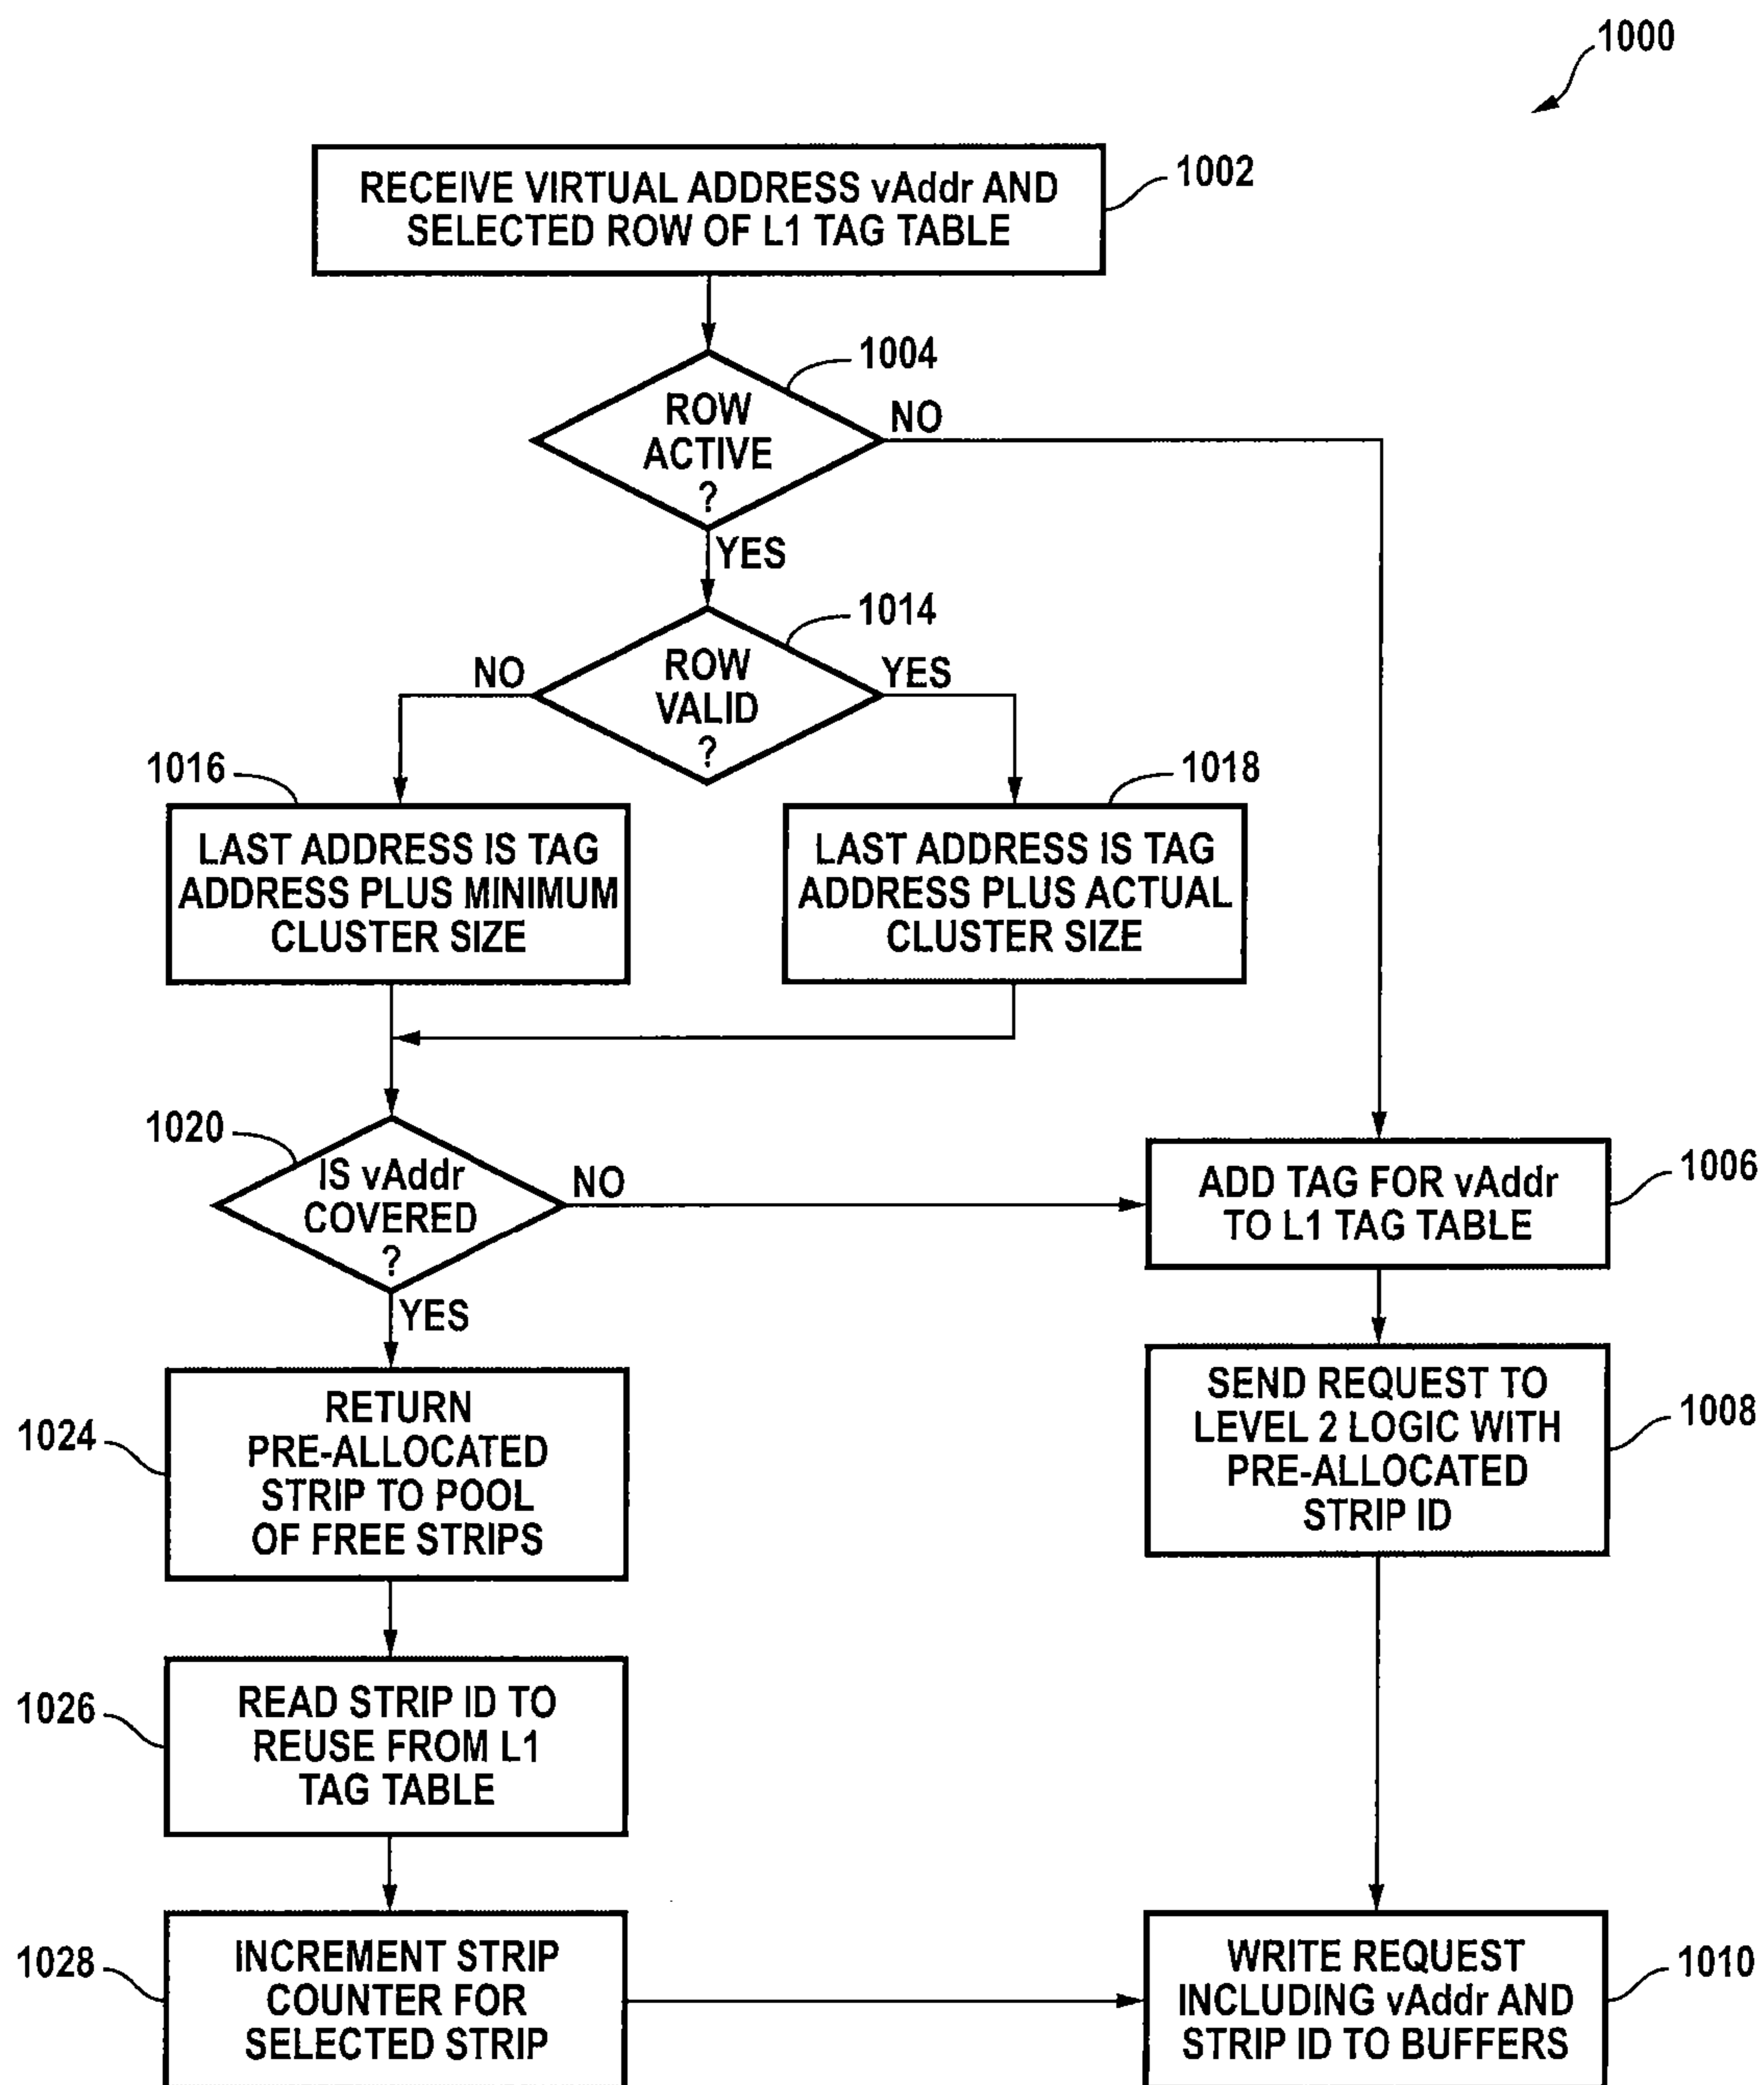 1000
RECEIVE VIRTUAL ADDRESS vAddr AND
SELECTED ROW OF L1 TAG TABLE
1002
1004
ROW
ACTIVE
?
NO
YES
1014
ROW
VALID
?
NO
YES
1016
LAST ADDRESS IS TAG
ADDRESS PLUS MINIMUM
CLUSTER SIZE
1018
LAST ADDRESS IS TAG
ADDRESS PLUS ACTUAL
CLUSTER SIZE
1020
IS vAddr
COVERED
?
NO
YES
ADD TAG FOR vAddr
TO L1 TAG TABLE
1006
SEND REQUEST TO
LEVEL 2 LOGIC WITH
PRE-ALLOCATED
STRIP ID
1008
1024
RETURN
PRE-ALLOCATED
STRIP TO POOL
OF FREE STRIPS
1026
READ STRIP ID TO
REUSE FROM L1
TAG TABLE
1028
INCREMENT STRIP
COUNTER FOR
SELECTED STRIP
WRITE REQUEST
INCLUDING vAddr AND
STRIP ID TO BUFFERS
1010